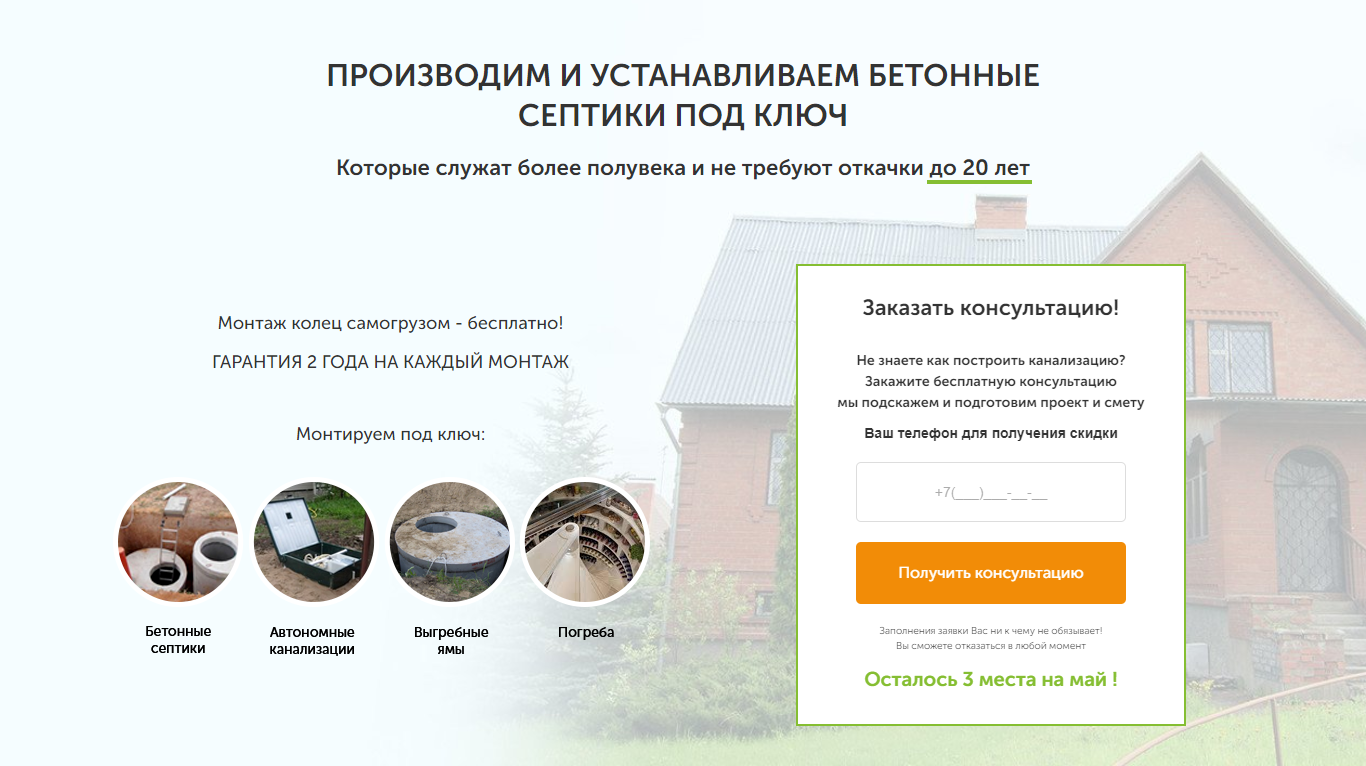 ПРОИЗВОДИМ И УСТАНАВЛИВАЕМ БЕТОННЫЕ
СЕПТИКИ ПОД КЛЮЧ
Которые служат более полувека и не требуют откачки до 20 лет
Монтаж колец самогрузом - бесплатно!
ГАРАНТИЯ 2 ГОДА НА КАЖДЫЙ МОНТАЖ
Монтируем под ключ:
Бетонные
септики
Автономные
канализации
Выгребные
ямы
Погреба
Заказать консультацию!
Не знаете как построить канализацию?
Закажите бесплатную консультацию
мы подскажем и подготовим проект и смету
Ваш телефон для получения скидки
+7(___)___-__-__
Получить консультацию
Заполнения заявки Вас ни к чему не обязывает!
Вы сможете отказаться в любой момент
Осталось 3 места на май !